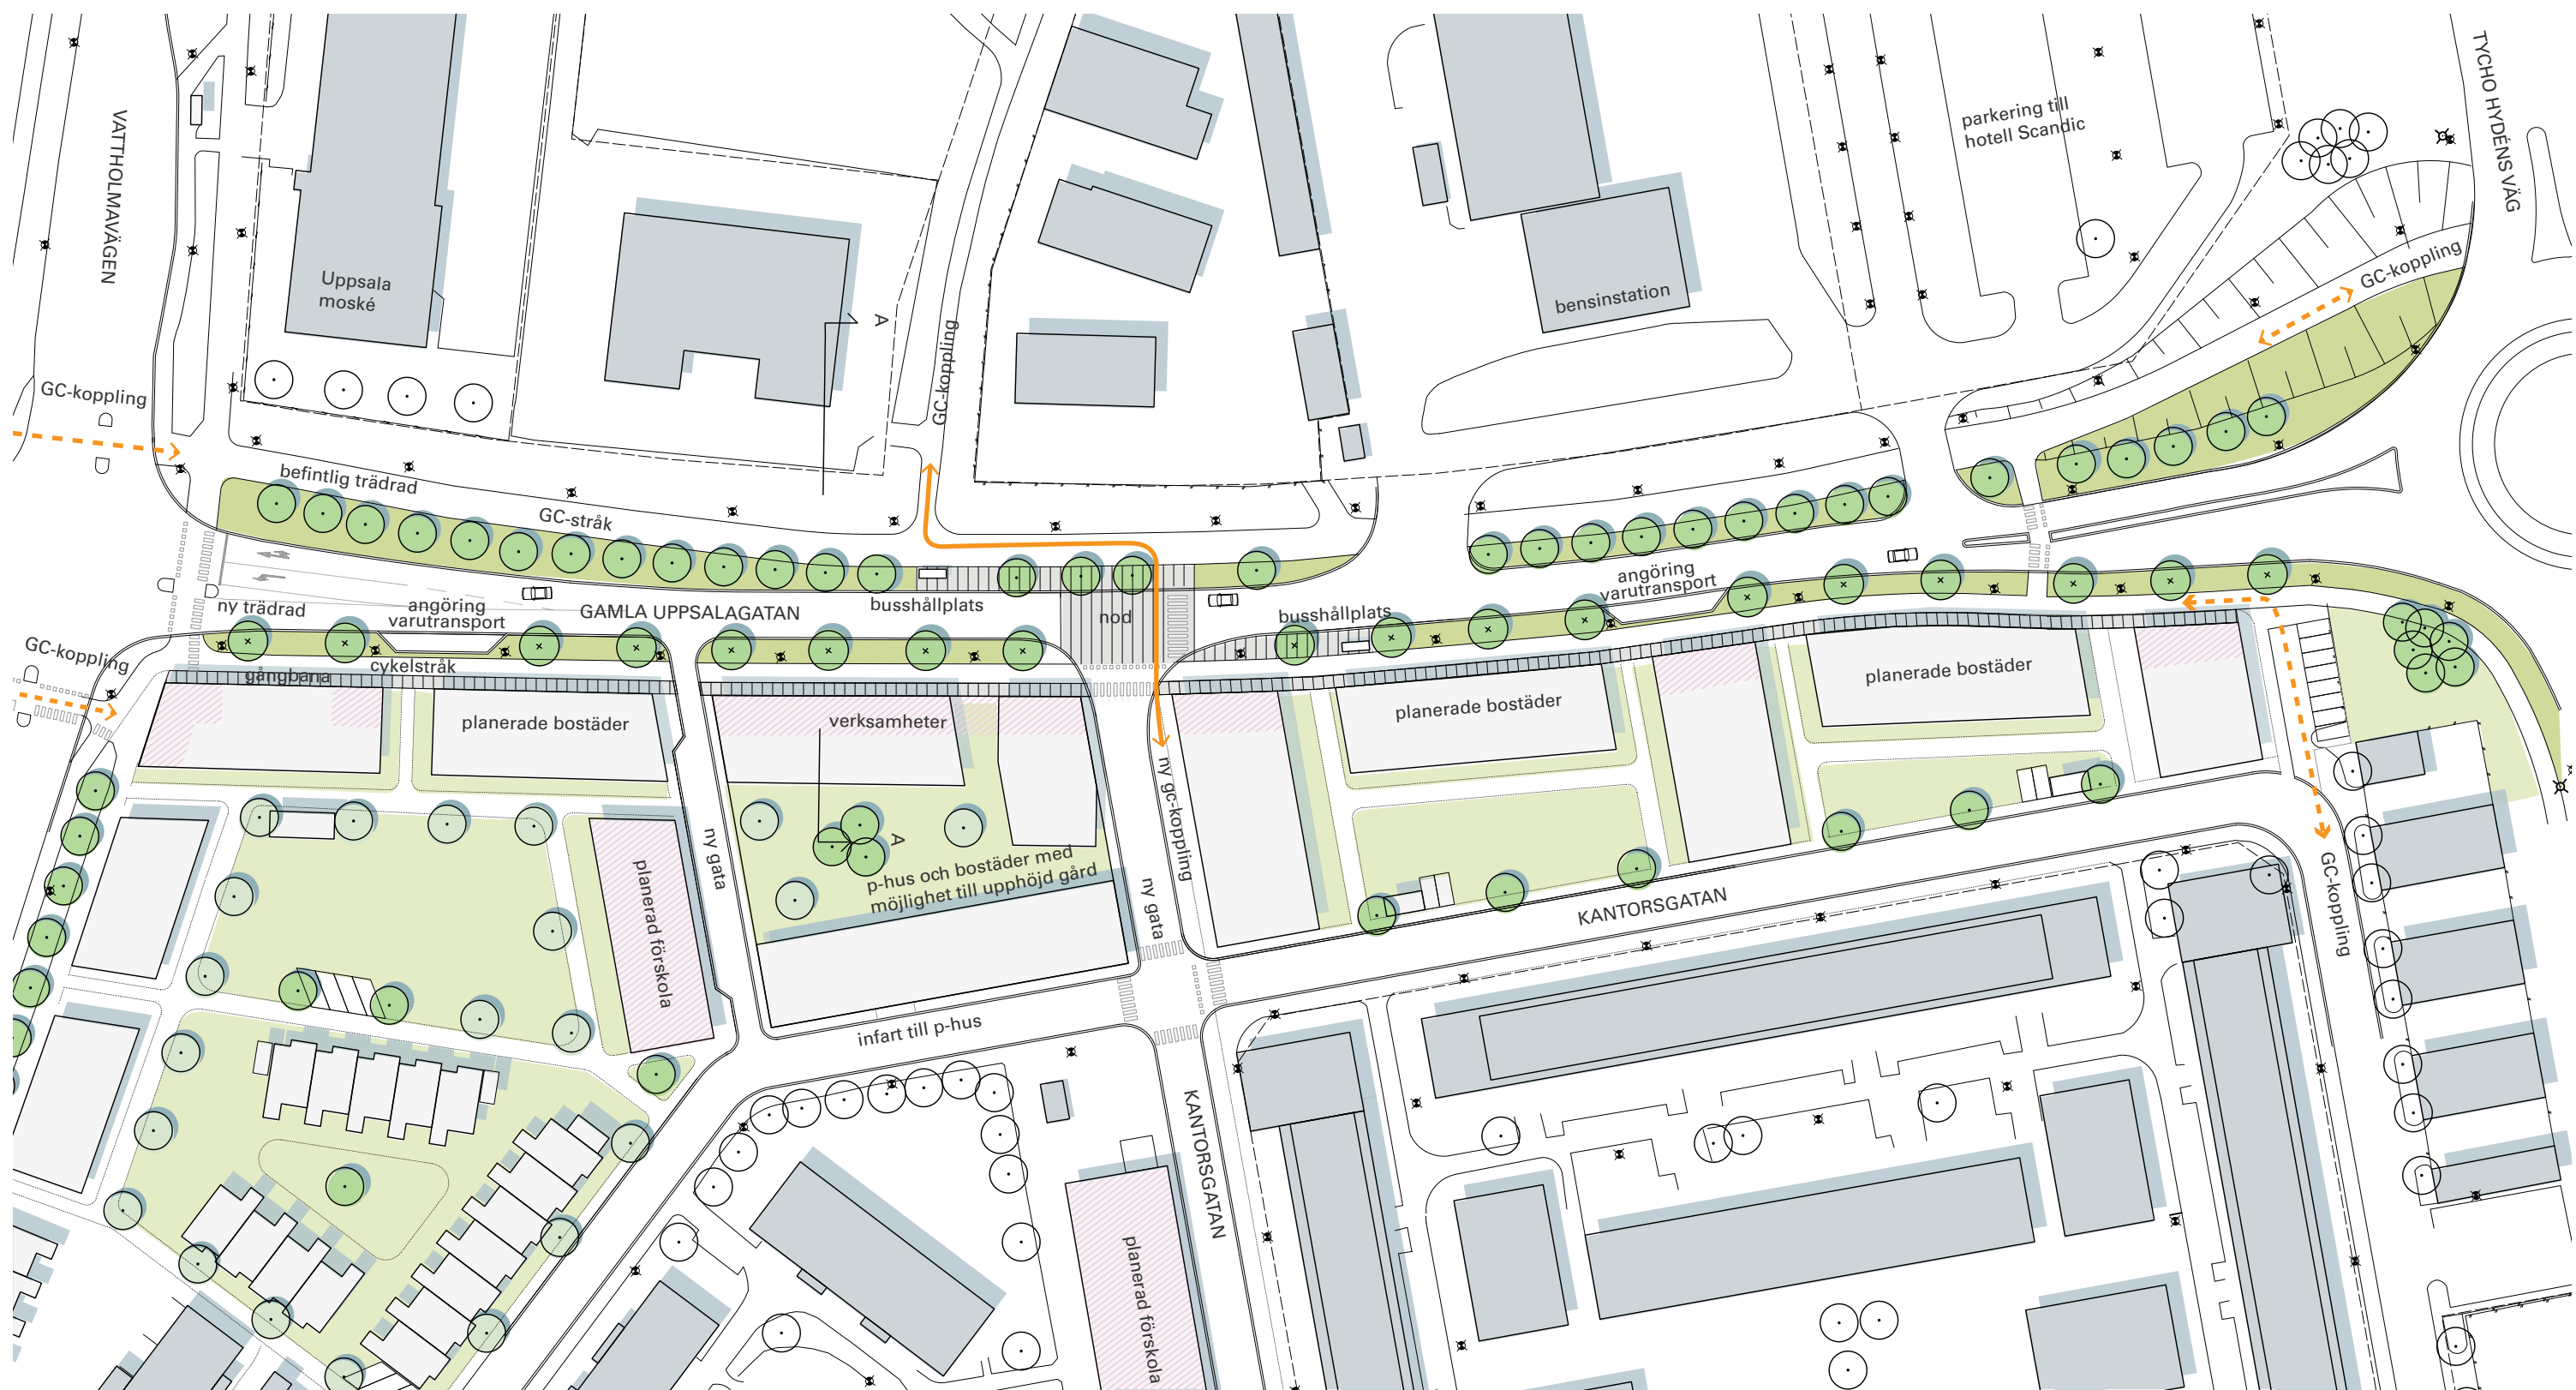 VATTHOLMAVÄGEN
Uppsala
moské
A
GC-koppling
bensinstation
parkering till
hotell Scandic
TYCHO HYDÉNS VÄG
GC-koppling
GC-koppling
befintlig trädrad
GC-stråk
ny trädrad
angöring
varutransport
GAMLA UPPSALAGATAN
busshållplats
nod
busshållplats
angöring
varutransport
GC-koppling
cykelstråk
gångbana
planerade bostäder
verksamheter
planerade bostäder
planerade bostäder
ny gc-koppling
ny gata
planerad förskola
A
p-hus och bostäder med
möjlighet till upphöjd gård
ny gata
KANTORSGATAN
GC-koppling
infart till p-hus
KANTORSGATAN
planerad förskola